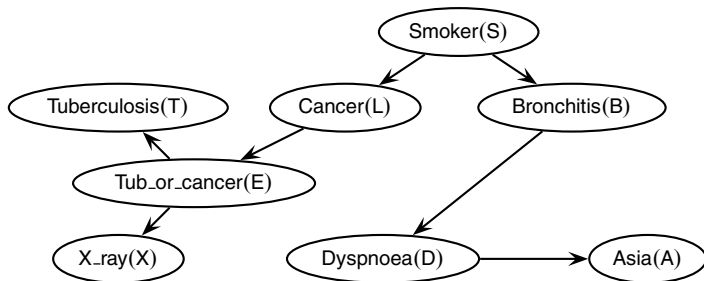 Smoker(S)
Tuberculosis(T)
Cancer(L)
Bronchitis(B)
Tub_or_cancer(E)
X_ray(X)
Dyspnoea(D)
Asia(A)